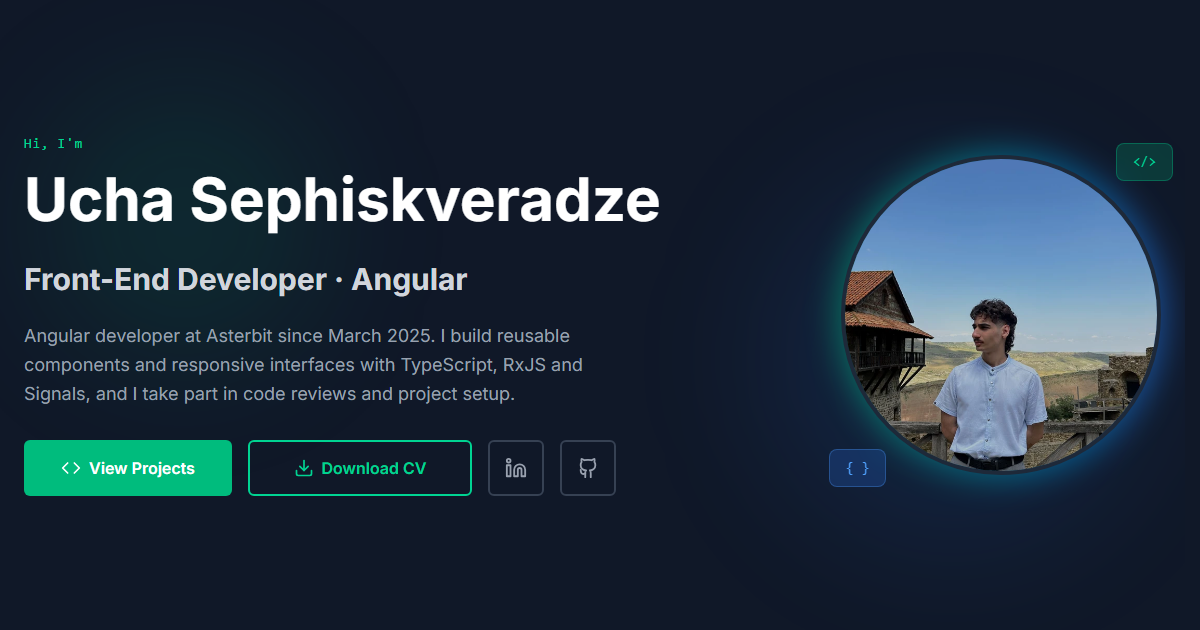 Hi, I'm
Ucha Sephiskveradze
Front-End Developer · Angular
Angular developer at Asterbit since March 2025. I build reusable
components and responsive interfaces with TypeScript, RxJS and
Signals, and I take part in code reviews and project setup.
View Projects
Download CV
</>
{ }